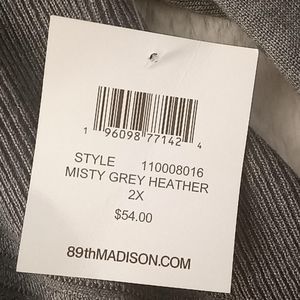 1 96098 77142 4
STYLE 110008016
MISTY GREY HEATHER
2X
$54.00
89thMADISON.COM